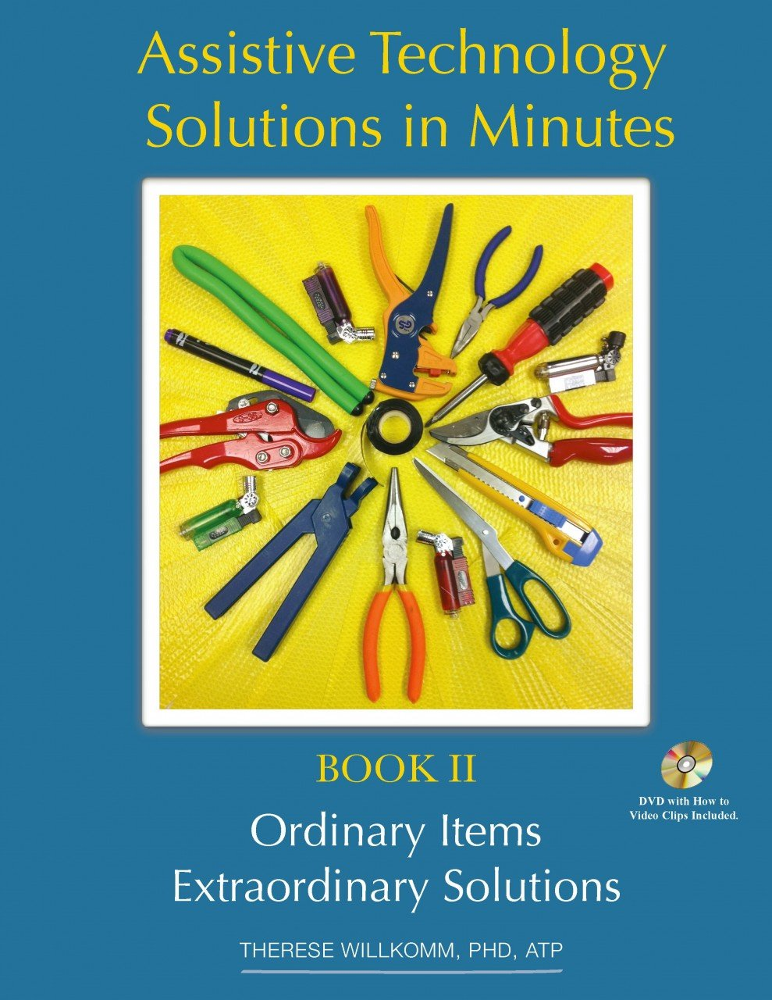 Assistive Technology
Solutions in Minutes
BOOK II
DVD with How to
Video Clips Included.
Ordinary Items
Extraordinary Solutions
THERESE WILLKOMM, PHD, ATP